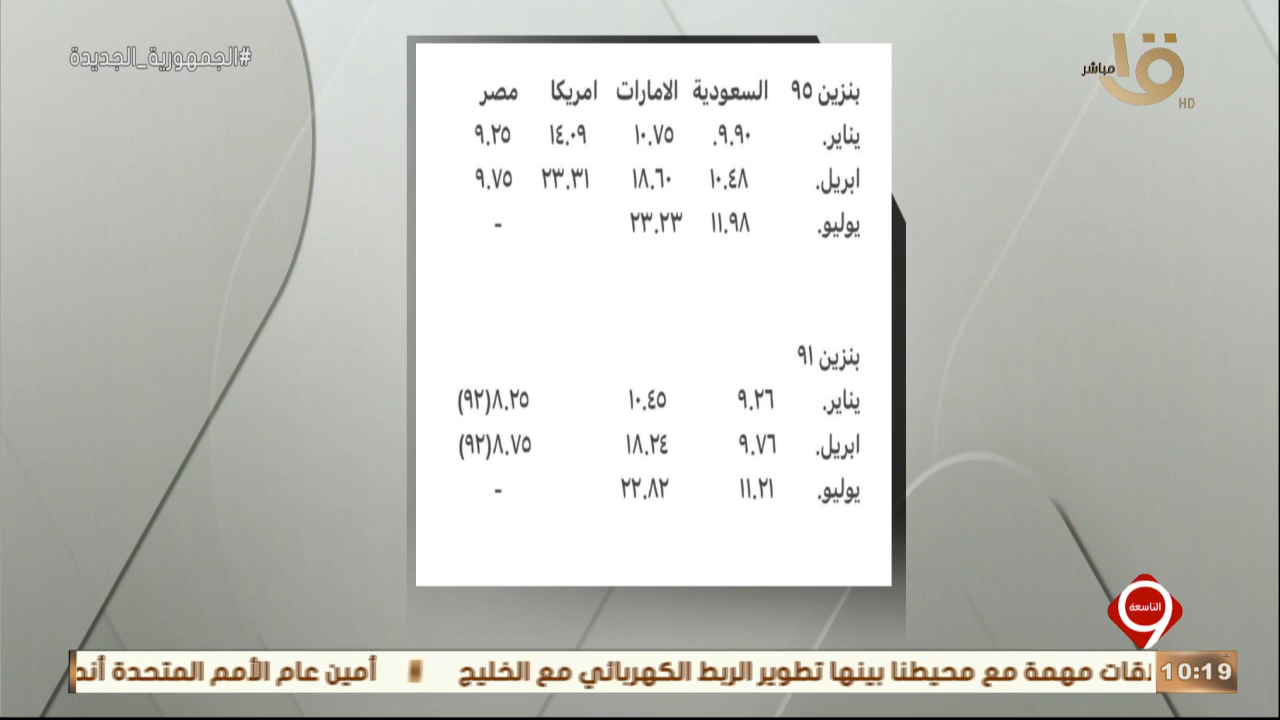 #الجمهورية_الجديدة
مباشر
HD
بنزين ٩٥ السعودية الامارات امريكا مصر
يناير. ٩.٩٠. ١٠.٧٥ ١٤.٠٩ ٩.٢٥
ابريل. ١٠.٤٨ ١٨.٦٠ ٢٣.٣١ ٩.٧٥
يوليو. ١١.٩٨ ٢٣.٢٣ -
بنزين ٩١
يناير. ٩.٢٦ ١٠.٤٥ ٨.٢٥(٩٢)
ابريل. ٩.٧٦ ١٨.٢٤ ٨.٧٥(٩٢)
يوليو. ١١.٢١ ٢٢.٨٢ -
9
التاسعة
10:19 مهمة مع محيطنا بينها تطوير الربط الكهربائي مع الخليج أمين عام الأمم المتحدة